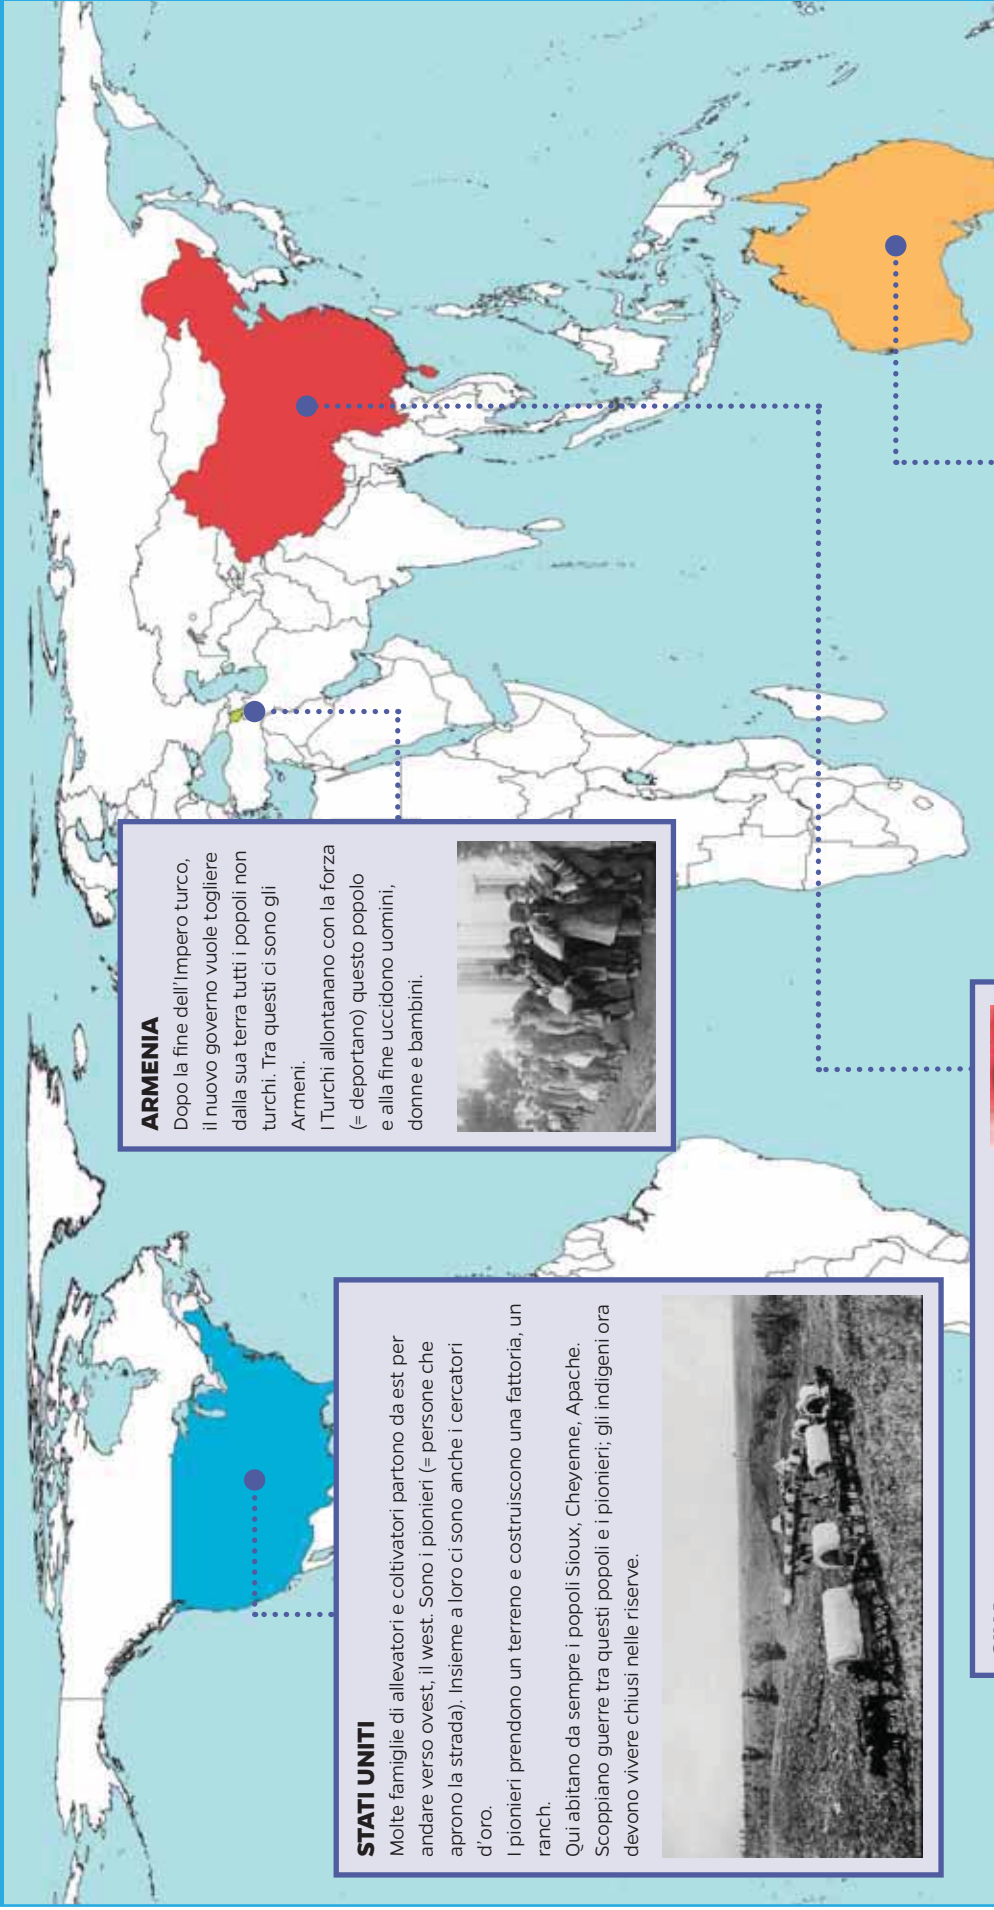 STATI UNITI
Molte famiglie di allevatori e coltivatori partono da est per
andare verso ovest, il west. Sono i pionieri (= persone che
aprono la strada). Insieme a loro ci sono anche i cercatori
d’oro.
I pionieri prendono un terreno e costruiscono una fattoria, un
ranch.
Qui abitano da sempre i popoli Sioux, Cheyenne, Apache.
Scoppiano guerre tra questi popoli e i pionieri; gli indigeni ora
devono vivere chiusi nelle riserve.
ARMENIA
Dopo la fine dell’Impero turco,
il nuovo governo vuole togliere
dalla sua terra tutti i popoli non
turchi. Tra questi ci sono gli
Armeni.
I Turchi allontanano con la forza
(= deportano) questo popolo
e alla fine uccidono uomini,
donne e bambini.